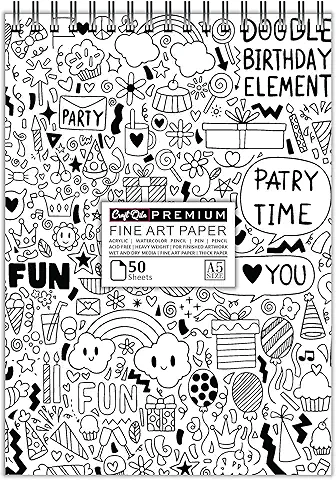 DOODLE
BIRTHDAY
ELEMENT
PARTY
PATRY
TIME
Craft Qila PREMIUM
FINE ART PAPER
ACRYLIC | WATERCOLOR PENCIL | PEN | PENCIL
ACID FREE | HEAVY WEIGHT | FOR FINISHED ARTWORK
WET AND DRY MEDIA | FINE ART PAPER | THICK PAPER
50
Sheets
A5
SIZE
FUN
YOU
FUN